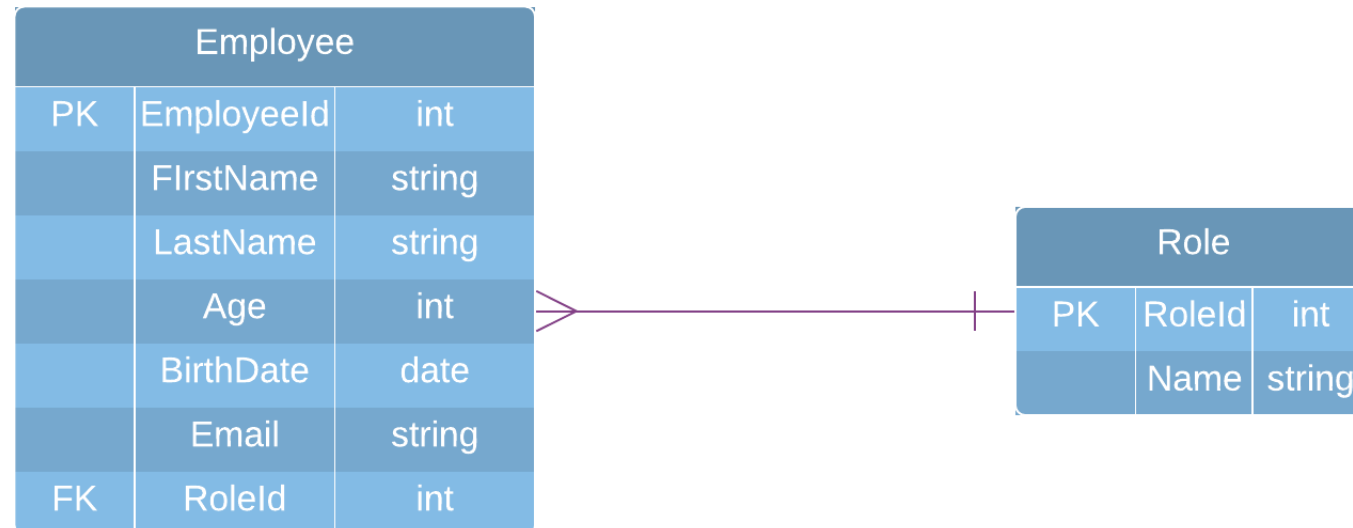 Employee
PK EmployeeId int
FIrstName string
LastName string
Age int
BirthDate date
Email string
FK RoleId int
Role
PK RoleId int
Name string